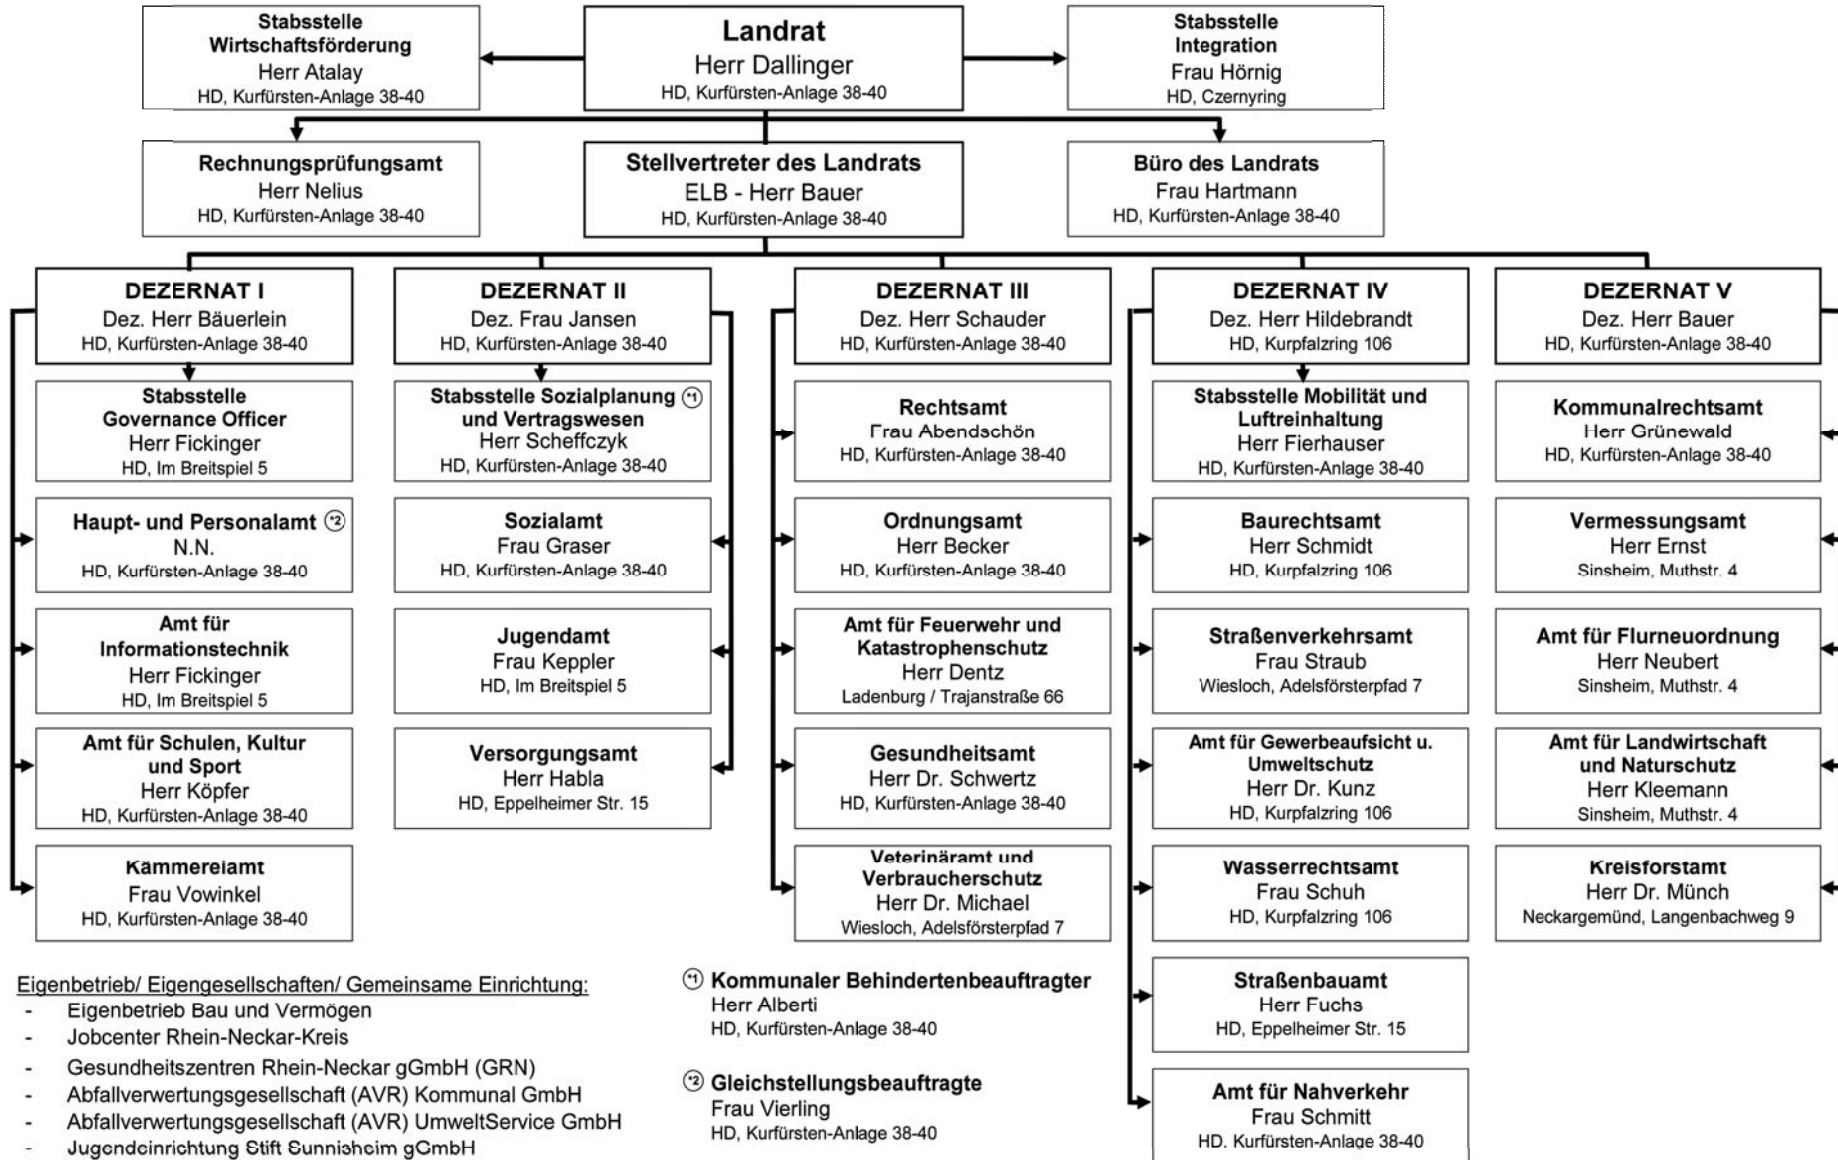 Stabsstelle
Wirtschaftsförderung
Herr Atalay
HD, Kurfürsten-Anlage 38-40
Landrat
Herr Dallinger
HD, Kurfürsten-Anlage 38-40
Stabsstelle
Integration
Frau Hörnig
HD, Czernyring
Rechnungsprüfungsamt
Herr Nelius
HD, Kurfürsten-Anlage 38-40
Stellvertreter des Landrats
ELB - Herr Bauer
HD, Kurfürsten-Anlage 38-40
Büro des Landrats
Frau Hartmann
HD, Kurfürsten-Anlage 38-40
DEZERNAT I
Dez. Herr Bäuerlein
HD, Kurfürsten-Anlage 38-40
Stabsstelle
Governance Officer
Herr Fickinger
HD, Im Breitspiel 5
Haupt- und Personalamt *2
N.N.
HD, Kurfürsten-Anlage 38-40
Amt für
Informationstechnik
Herr Fickinger
HD, Im Breitspiel 5
Amt für Schulen, Kultur
und Sport
Herr Köpfer
HD, Kurfürsten-Anlage 38-40
Kämmereiamt
Frau Vowinkel
HD, Kurfürsten-Anlage 38-40
DEZERNAT II
Dez. Frau Jansen
HD, Kurfürsten-Anlage 38-40
Stabsstelle Sozialplanung *1
und Vertragswesen
Herr Scheffczyk
HD, Kurfürsten-Anlage 38-40
Sozialamt
Frau Graser
HD, Kurfürsten-Anlage 38-40
Jugendamt
Frau Keppler
HD, Im Breitspiel 5
Versorgungsamt
Herr Habla
HD, Eppelheimer Str. 15
DEZERNAT III
Dez. Herr Schauder
HD, Kurfürsten-Anlage 38-40
Rechtsamt
Frau Abendschön
HD, Kurfürsten-Anlage 38-40
Ordnungsamt
Herr Becker
HD, Kurfürsten-Anlage 38-40
Amt für Feuerwehr und
Katastrophenschutz
Herr Dentz
Ladenburg / Trajanstraße 66
Gesundheitsamt
Herr Dr. Schwertz
HD, Kurfürsten-Anlage 38-40
Veterinäramt und
Verbraucherschutz
Herr Dr. Michael
Wiesloch, Adelsförsterpfad 7
DEZERNAT IV
Dez. Herr Hildebrandt
HD, Kurpfalzring 106
Stabsstelle Mobilität und
Luftreinhaltung
Herr Fierhauser
HD, Kurfürsten-Anlage 38-40
Baurechtsamt
Herr Schmidt
HD, Kurpfalzring 106
Straßenverkehrsamt
Frau Straub
Wiesloch, Adelsförsterpfad 7
Amt für Gewerbeaufsicht u.
Umweltschutz
Herr Dr. Kunz
HD, Kurpfalzring 106
Wasserrechtsamt
Frau Schuh
HD, Kurpfalzring 106
Straßenbauamt
Herr Fuchs
HD, Eppelheimer Str. 15
Amt für Nahverkehr
Frau Schmitt
HD. Kurfürsten-Anlage 38-40
DEZERNAT V
Dez. Herr Bauer
HD, Kurfürsten-Anlage 38-40
Kommunalrechtsamt
Herr Grünewald
HD, Kurfürsten-Anlage 38-40
Vermessungsamt
Herr Ernst
Sinsheim, Muthstr. 4
Amt für Flurneuordnung
Herr Neubert
Sinsheim, Muthstr. 4
Amt für Landwirtschaft
und Naturschutz
Herr Kleemann
Sinsheim, Muthstr. 4
Kreisforstamt
Herr Dr. Münch
Neckargemünd, Langenbachweg 9
Eigenbetrieb/ Eigengesellschaften/ Gemeinsame Einrichtung:
- Eigenbetrieb Bau und Vermögen
- Jobcenter Rhein-Neckar-Kreis
- Gesundheitszentren Rhein-Neckar gGmbH (GRN)
- Abfallverwertungsgesellschaft (AVR) Kommunal GmbH
- Abfallverwertungsgesellschaft (AVR) UmweltService GmbH
- Jugendeinrichtung Stift Sunnisheim gGmbH
*1 Kommunaler Behindertenbeauftragter
Herr Alberti
HD, Kurfürsten-Anlage 38-40
*2 Gleichstellungsbeauftragte
Frau Vierling
HD, Kurfürsten-Anlage 38-40